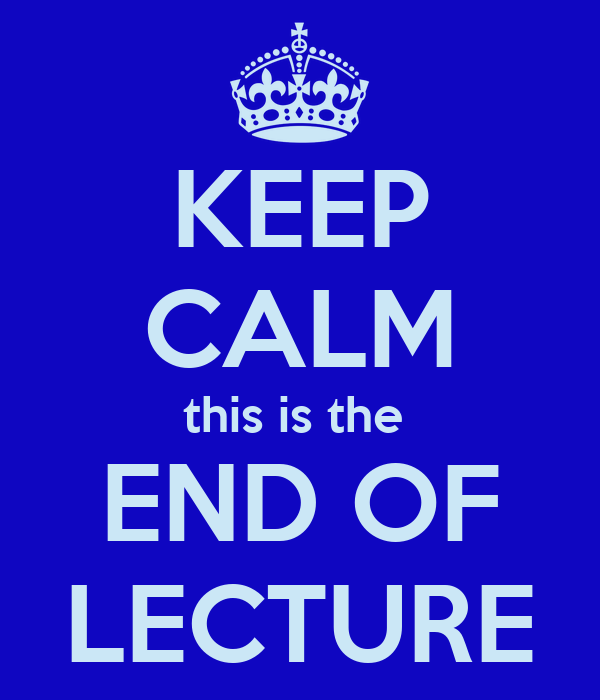 KEEP
CALM
this is the
END OF
LECTURE